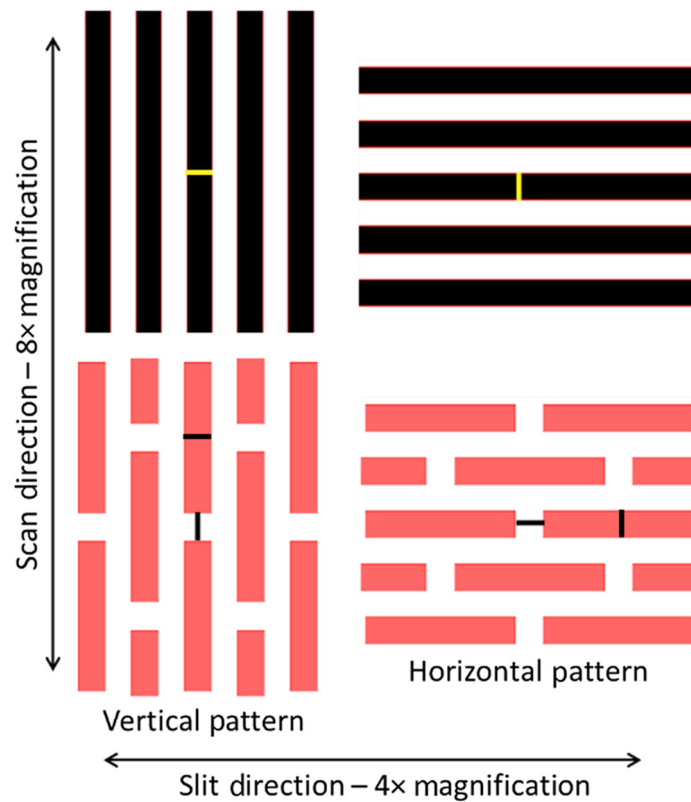 Scan direction – 8× magnification
Horizontal pattern
Vertical pattern
Slit direction – 4× magnification